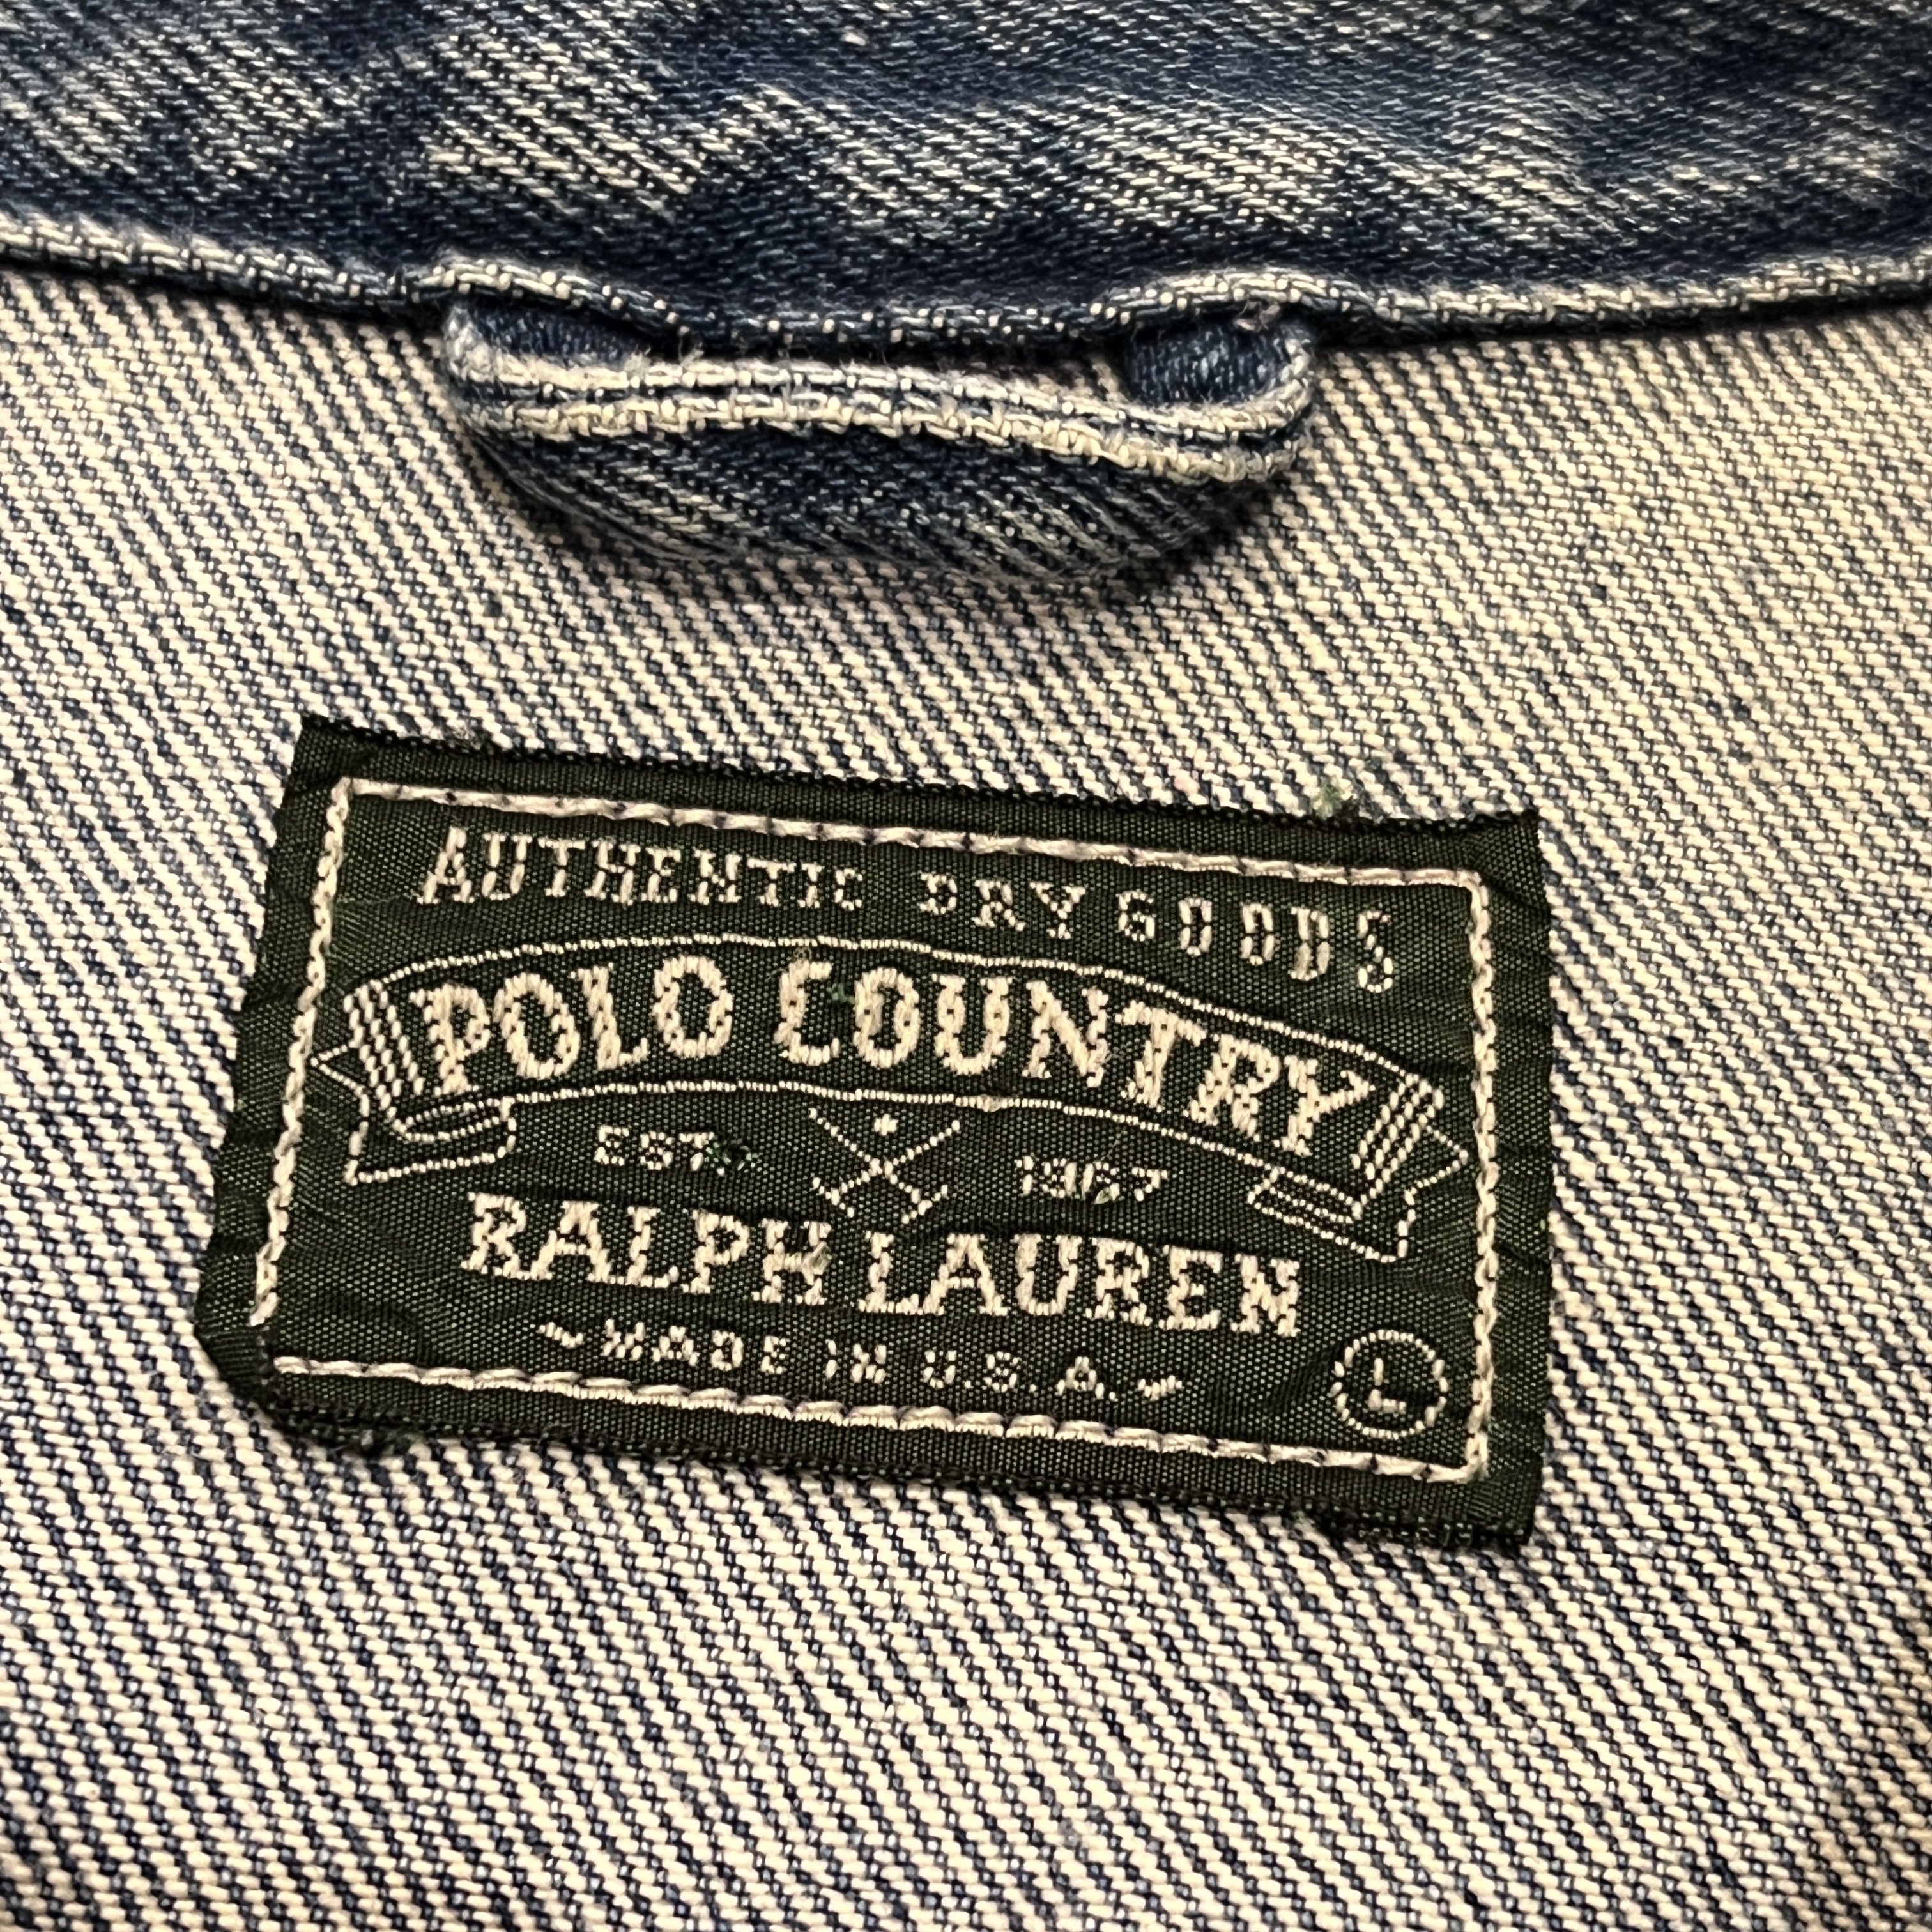 AUTHENTIC DRY GOODS
POLO COUNTRY
EST. 1967
RALPH LAUREN
MADE IN U.S.A.
L